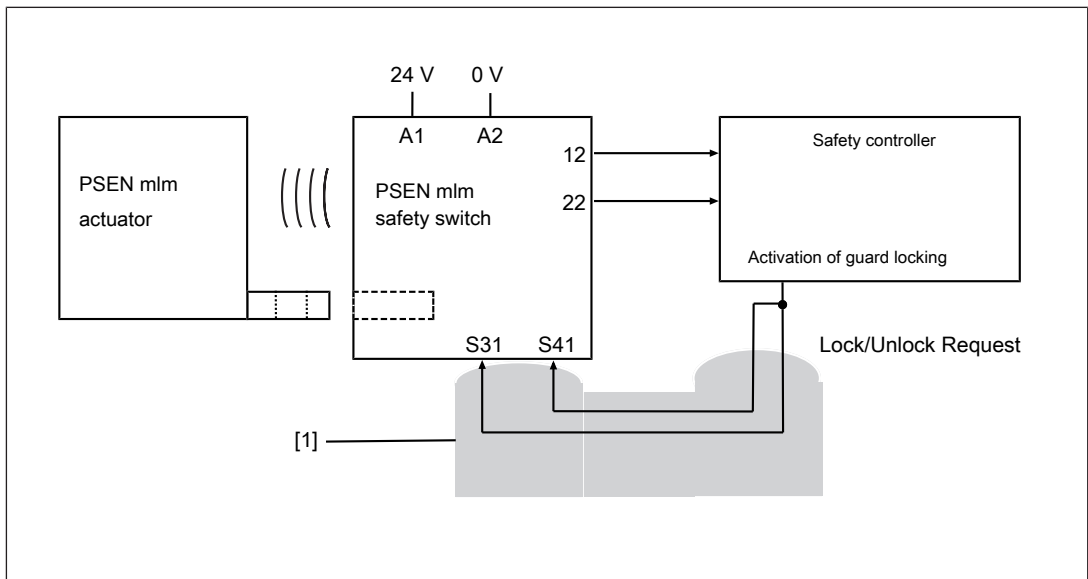 24 V
0 V
A1
A2
12
22
PSEN mlm
actuator
PSEN mlm
safety switch
Safety controller
Activation of guard locking
S31
S41
Lock/Unlock Request
[1]